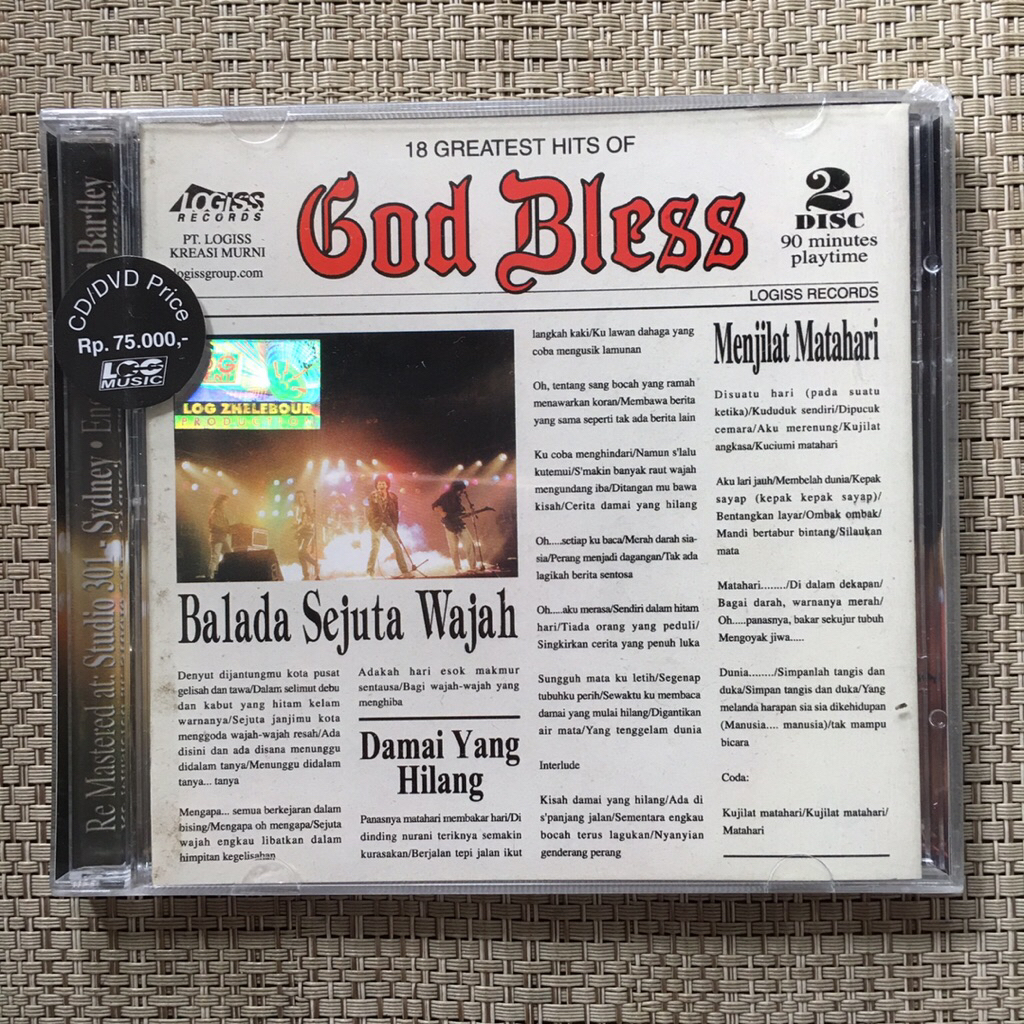 18 GREATEST HITS OF
God Bless
LOGISS
RECORDS
PT. LOGISS
KREASI MURNI
logissgroup.com
2
DISC
90 minutes
playtime
LOGISS RECORDS
CD/DVD Price
Rp. 75.000,-
LOG
MUSIC
Re Mastered at: Studio 301 - Sydney •
Bartley
LOG ZHELEBOUR
PRODUCTION
Balada Sejuta Wajah
Denyut dijantungmu kota pusat
gelisah dan tawa/Dalam selimut debu
dan kabut yang hitam kelam
warnanya/Sejuta janjimu kota
menggoda wajah-wajah resah/Ada
disini dan ada disana menunggu
didalam tanya/Menunggu didalam
tanya... tanya
Mengapa... semua berkejaran dalam
bising/Mengapa oh mengapa/Sejuta
wajah engkau libatkan dalam
himpitan kegelisahan
Adakah hari esok makmur
sentausa/Bagi wajah-wajah yang
menghiba
Damai Yang
Hilang
Panasnya matahari membakar hari/Di
dinding nurani teriknya semakin
kurasakan/Berjalan tepi jalan ikut
langkah kaki/Ku lawan dahaga yang
coba mengusik lamunan
Oh, tentang sang bocah yang ramah
menawarkan koran/Membawa berita
yang sama seperti tak ada berita lain
Ku coba menghindari/Namun s'lalu
kutemui/S'makin banyak raut wajah
mengundang iba/Ditangan mu bawa
kisah/Cerita damai yang hilang
Oh....setiap ku baca/Merah darah sia-
sia/Perang menjadi dagangan/Tak ada
lagikah berita sentosa
Oh.....aku merasa/Sendiri dalam hitam
hari/Tiada orang yang peduli/
Singkirkan cerita yang penuh luka
Sungguh mata ku letih/Segenap
tubuhku perih/Sewaktu ku membaca
damai yang mulai hilang/Digantikan
air mata/Yang tenggelam dunia
Interlude
Kisah damai yang hilang/Ada di
s'panjang jalan/Sementara engkau
bocah terus lagukan/Nyanyian
genderang perang
Menjilat Matahari
Disuatu hari (pada suatu
ketika)/Kududuk sendiri/Dipucuk
cemara/Aku merenung/Kujilat
angkasa/Kuciumi matahari
Aku lari jauh/Membelah dunia/Kepak
sayap (kepak kepak sayap)/
Bentangkan layar/Ombak ombak/
Mandi bertabur bintang/Silaukan
mata
Matahari......../Di dalam dekapan/
Bagai darah, warnanya merah/
Oh.....panasnya, bakar sekujur tubuh
Mengoyak jiwa.....
Dunia......../Simpanlah tangis dan
duka/Simpan tangis dan duka/Yang
melanda harapan sia sia dikehidupan
(Manusia.... manusia)/tak mampu
bicara
Coda:
Kujilat matahari/Kujilat matahari/
Matahari